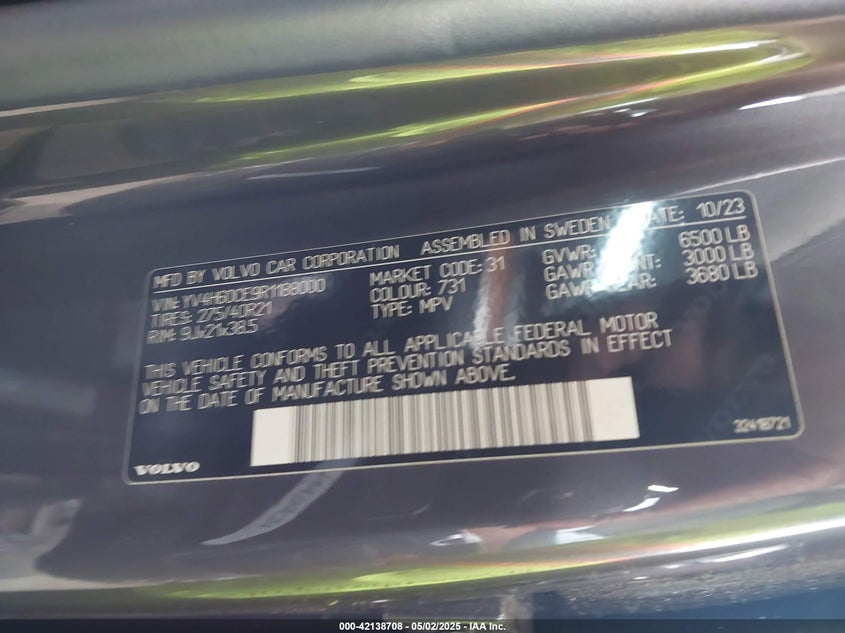 MFD BY VOLVO CAR CORPORATION ASSEMBLED IN SWEDEN DATE: 10/23
VIN: YV4H60CE9R1188000 MARKET CODE: 31 GVWR: 6500 LB
TIRES: 275/40R21 COLOUR: 731 GAWR FRONT: 3000 LB
RIM: 9Jx21x38.5 TYPE: MPV GAWR REAR: 3680 LB
THIS VEHICLE CONFORMS TO ALL APPLICABLE FEDERAL MOTOR
VEHICLE SAFETY AND THEFT PREVENTION STANDARDS IN EFFECT
ON THE DATE OF MANUFACTURE SHOWN ABOVE.
VOLVO
32418721
000-42138708 - 05/02/2025 - IAA Inc.